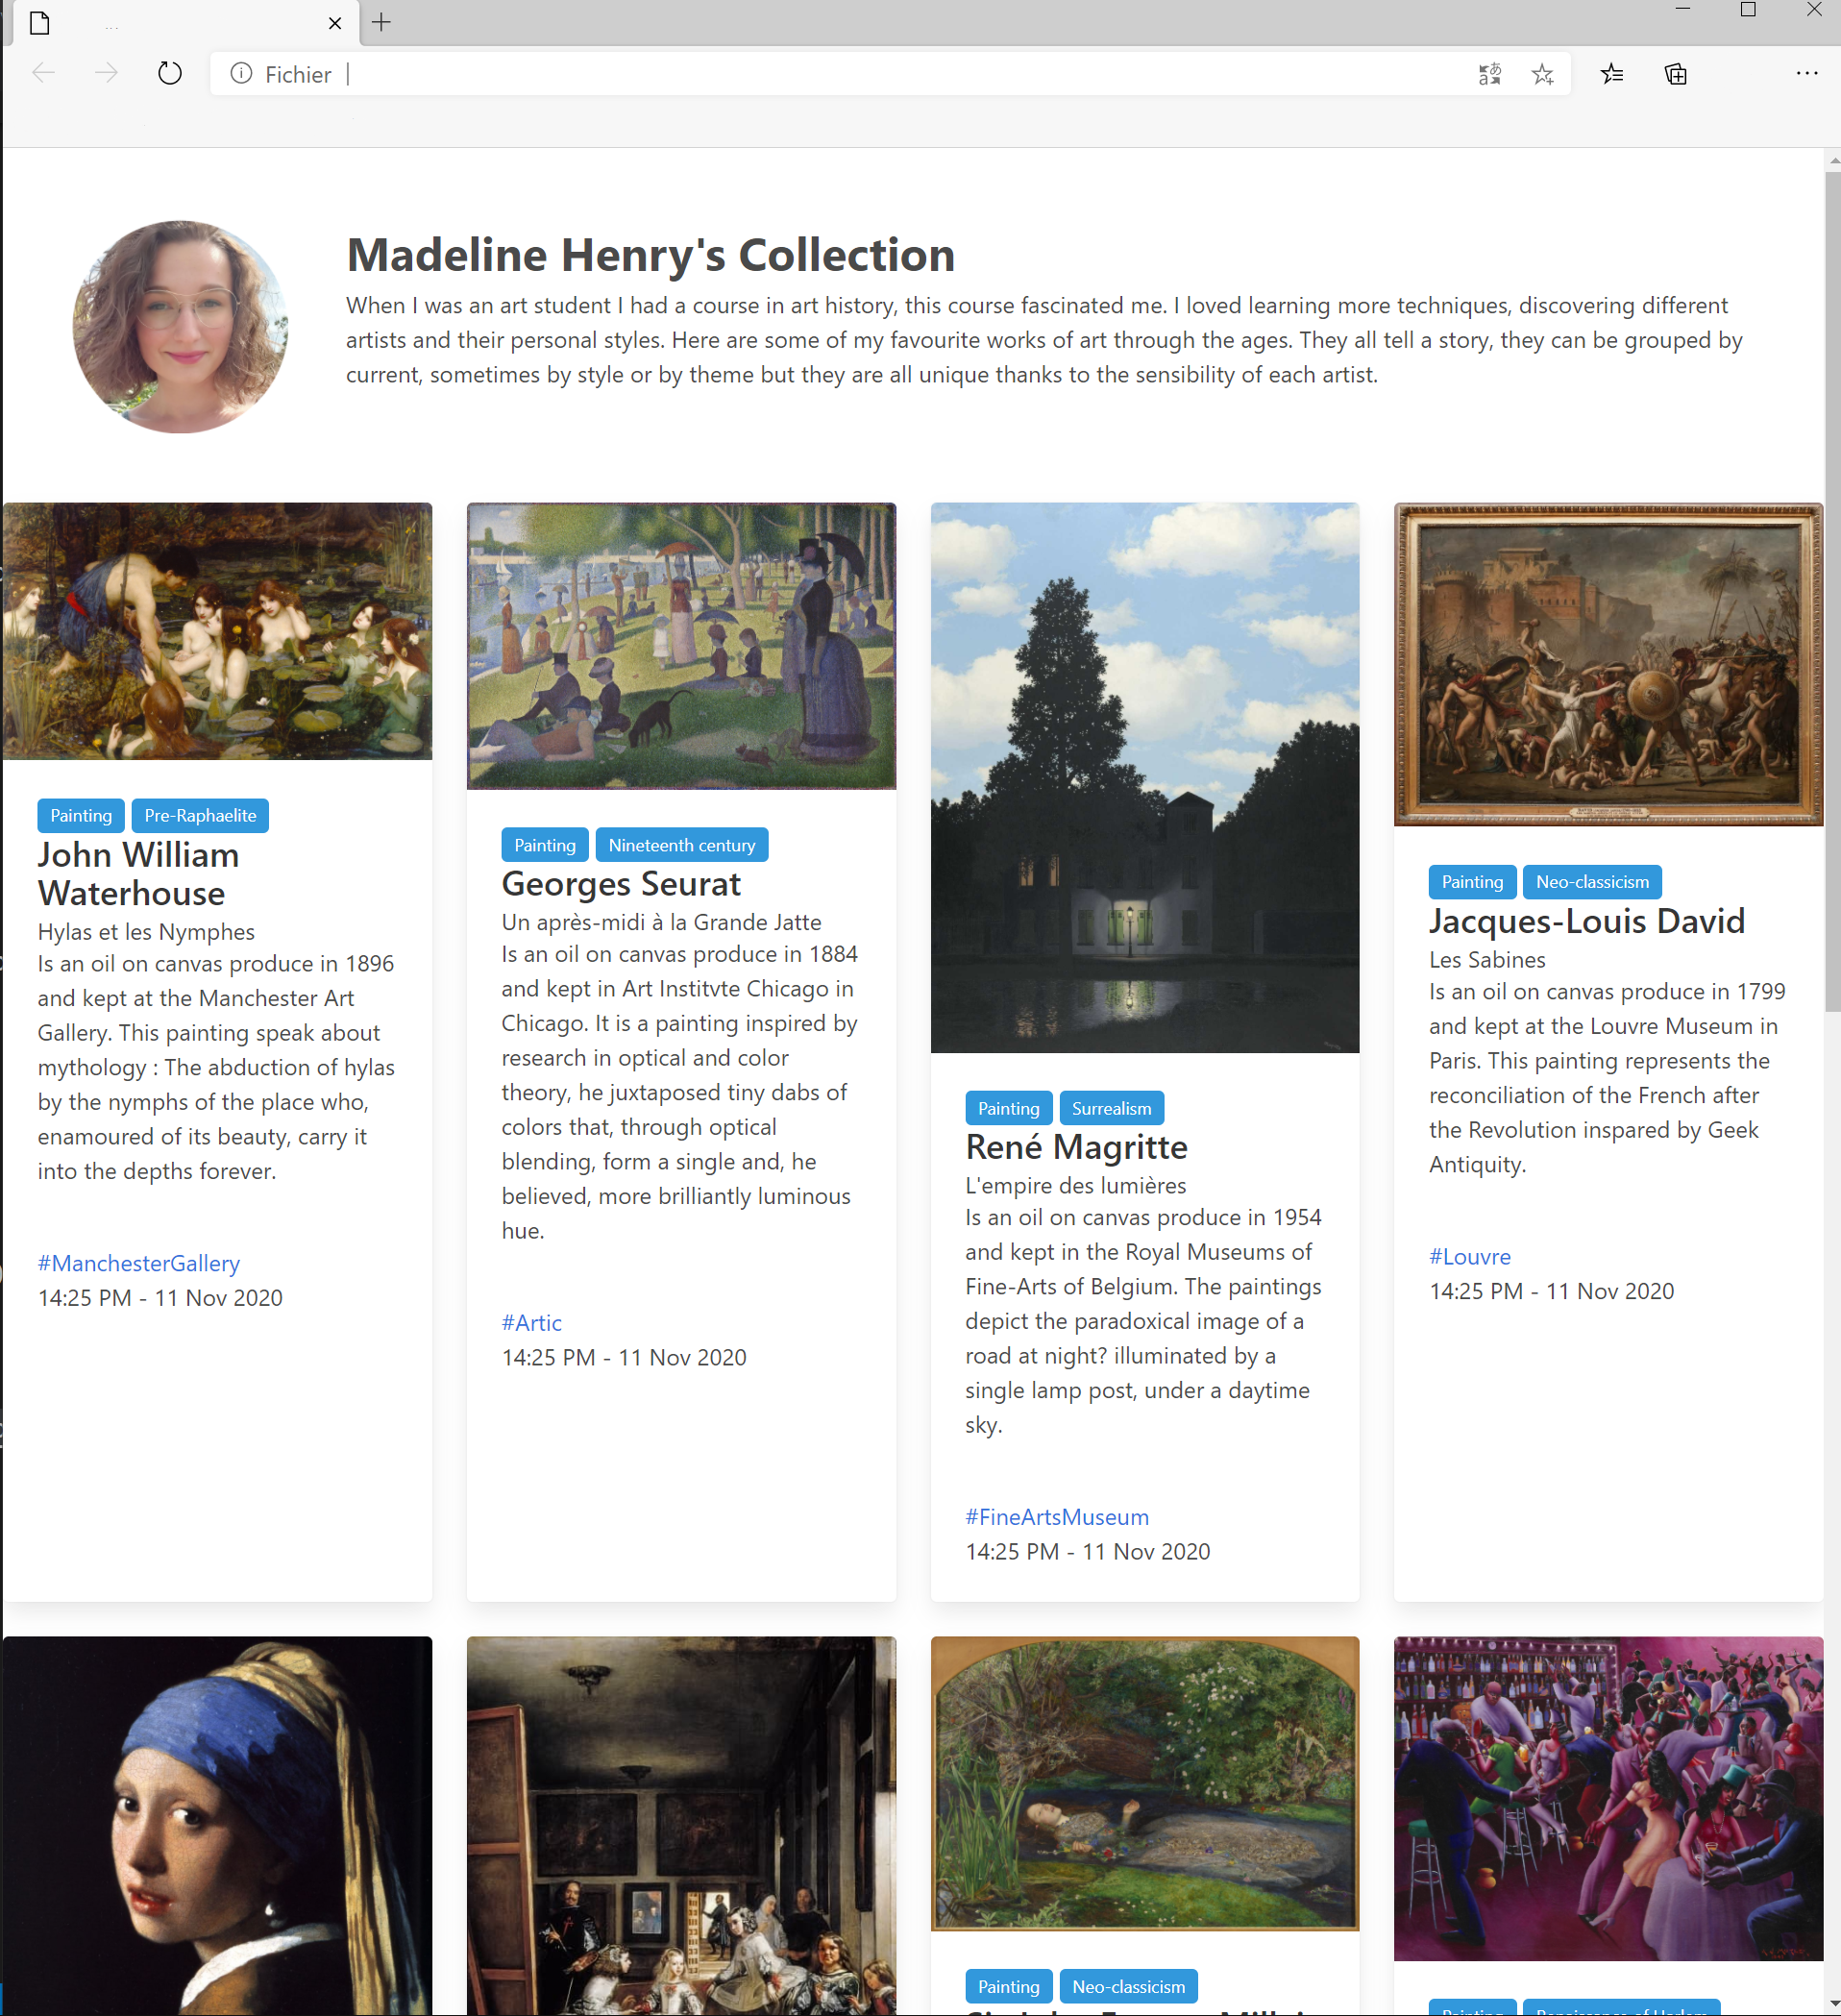 Fichier
Madeline Henry's Collection
When I was an art student I had a course in art history, this course fascinated me. I loved learning more techniques, discovering different
artists and their personal styles. Here are some of my favourite works of art through the ages. They all tell a story, they can be grouped by
current, sometimes by style or by theme but they are all unique thanks to the sensibility of each artist.
Painting Pre-Raphaelite
John William
Waterhouse
Hylas et les Nymphes
Is an oil on canvas produce in 1896
and kept at the Manchester Art
Gallery. This painting speak about
mythology : The abduction of hylas
by the nymphs of the place who,
enamoured of its beauty, carry it
into the depths forever.
#ManchesterGallery
14:25 PM - 11 Nov 2020
Painting Nineteenth century
Georges Seurat
Un après-midi à la Grande Jatte
Is an oil on canvas produce in 1884
and kept in Art Institvte Chicago in
Chicago. It is a painting inspired by
research in optical and color
theory, he juxtaposed tiny dabs of
colors that, through optical
blending, form a single and, he
believed, more brilliantly luminous
hue.
#Artic
14:25 PM - 11 Nov 2020
Painting Surrealism
René Magritte
L'empire des lumières
Is an oil on canvas produce in 1954
and kept in the Royal Museums of
Fine-Arts of Belgium. The paintings
depict the paradoxical image of a
road at night? illuminated by a
single lamp post, under a daytime
sky.
#FineArtsMuseum
14:25 PM - 11 Nov 2020
Painting Neo-classicism
Jacques-Louis David
Les Sabines
Is an oil on canvas produce in 1799
and kept at the Louvre Museum in
Paris. This painting represents the
reconciliation of the French after
the Revolution inspared by Geek
Antiquity.
#Louvre
14:25 PM - 11 Nov 2020
Painting Neo-classicism
Painting Renaissance of Harlem